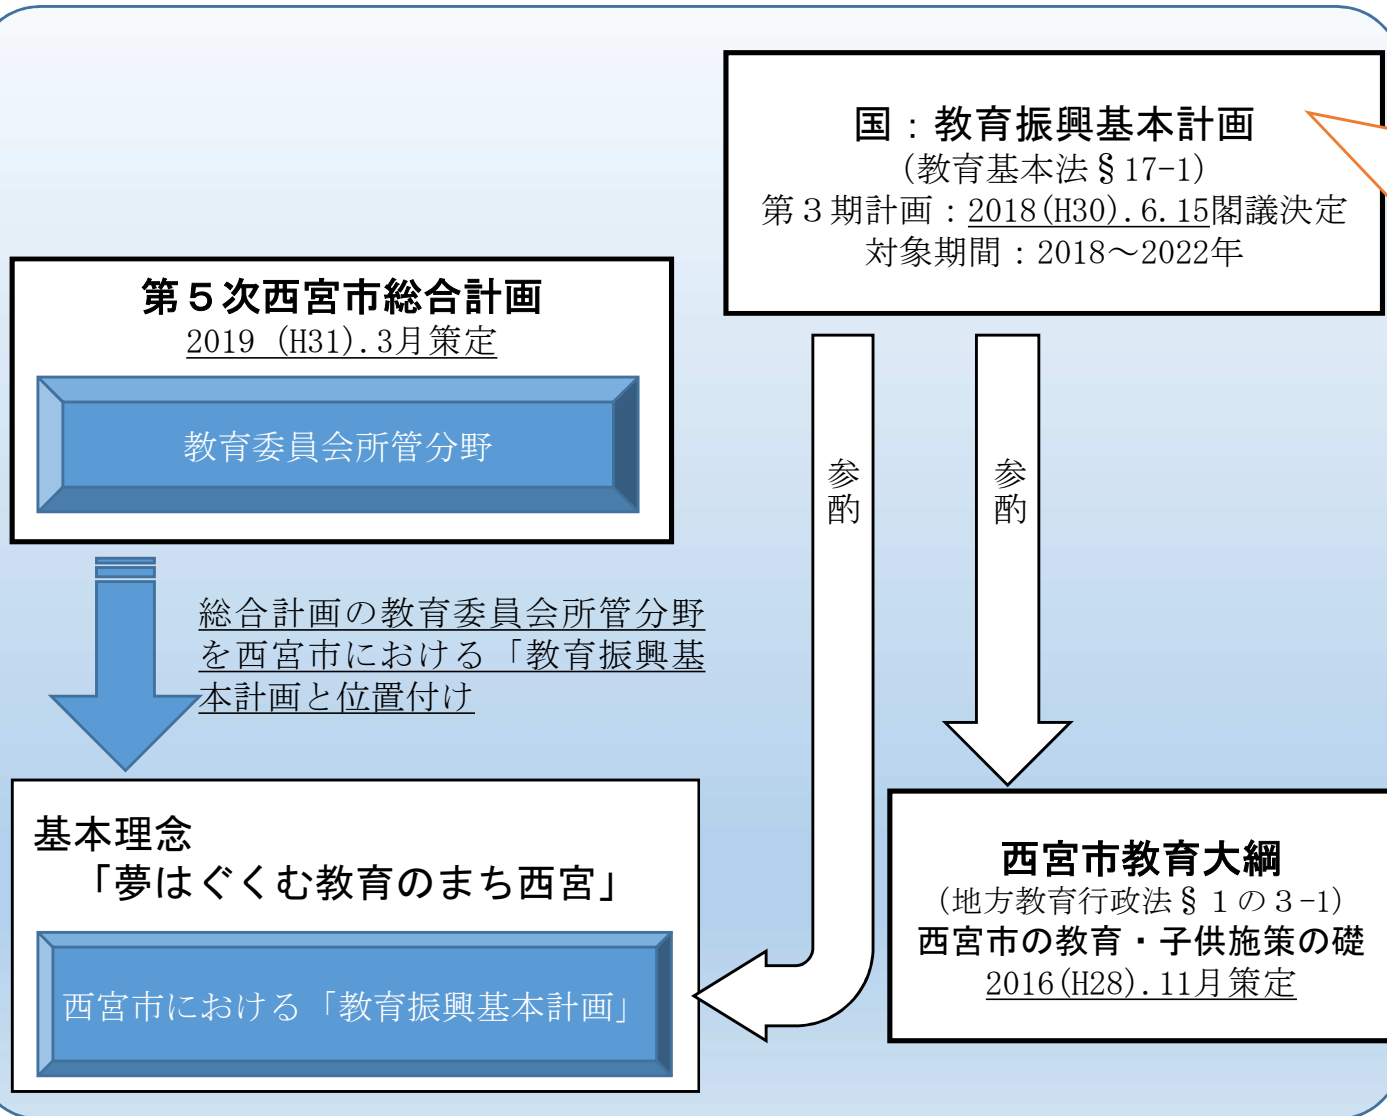 国：教育振興基本計画
（教育基本法§17-1）
第３期計画：2018(H30).6.15閣議決定
対象期間：2018～2022年
第５次西宮市総合計画
2019 (H31).3月策定
教育委員会所管分野
参酌
参酌
総合計画の教育委員会所管分野
を西宮市における「教育振興基
本計画と位置付け
基本理念
「夢はぐくむ教育のまち西宮」
西宮市における「教育振興基本計画」
西宮市教育大綱
（地方教育行政法§１の３-1）
西宮市の教育・子供施策の礎
2016(H28).11月策定